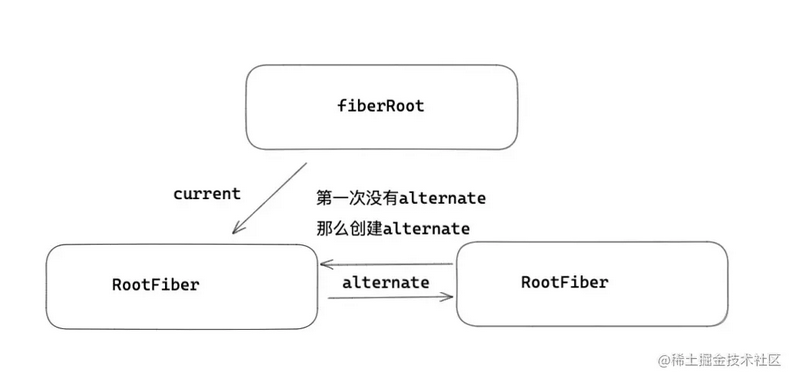 fiberRoot
current
第一次没有alternate
那么创建alternate
RootFiber
alternate
RootFiber
@稀土掘金技术社区